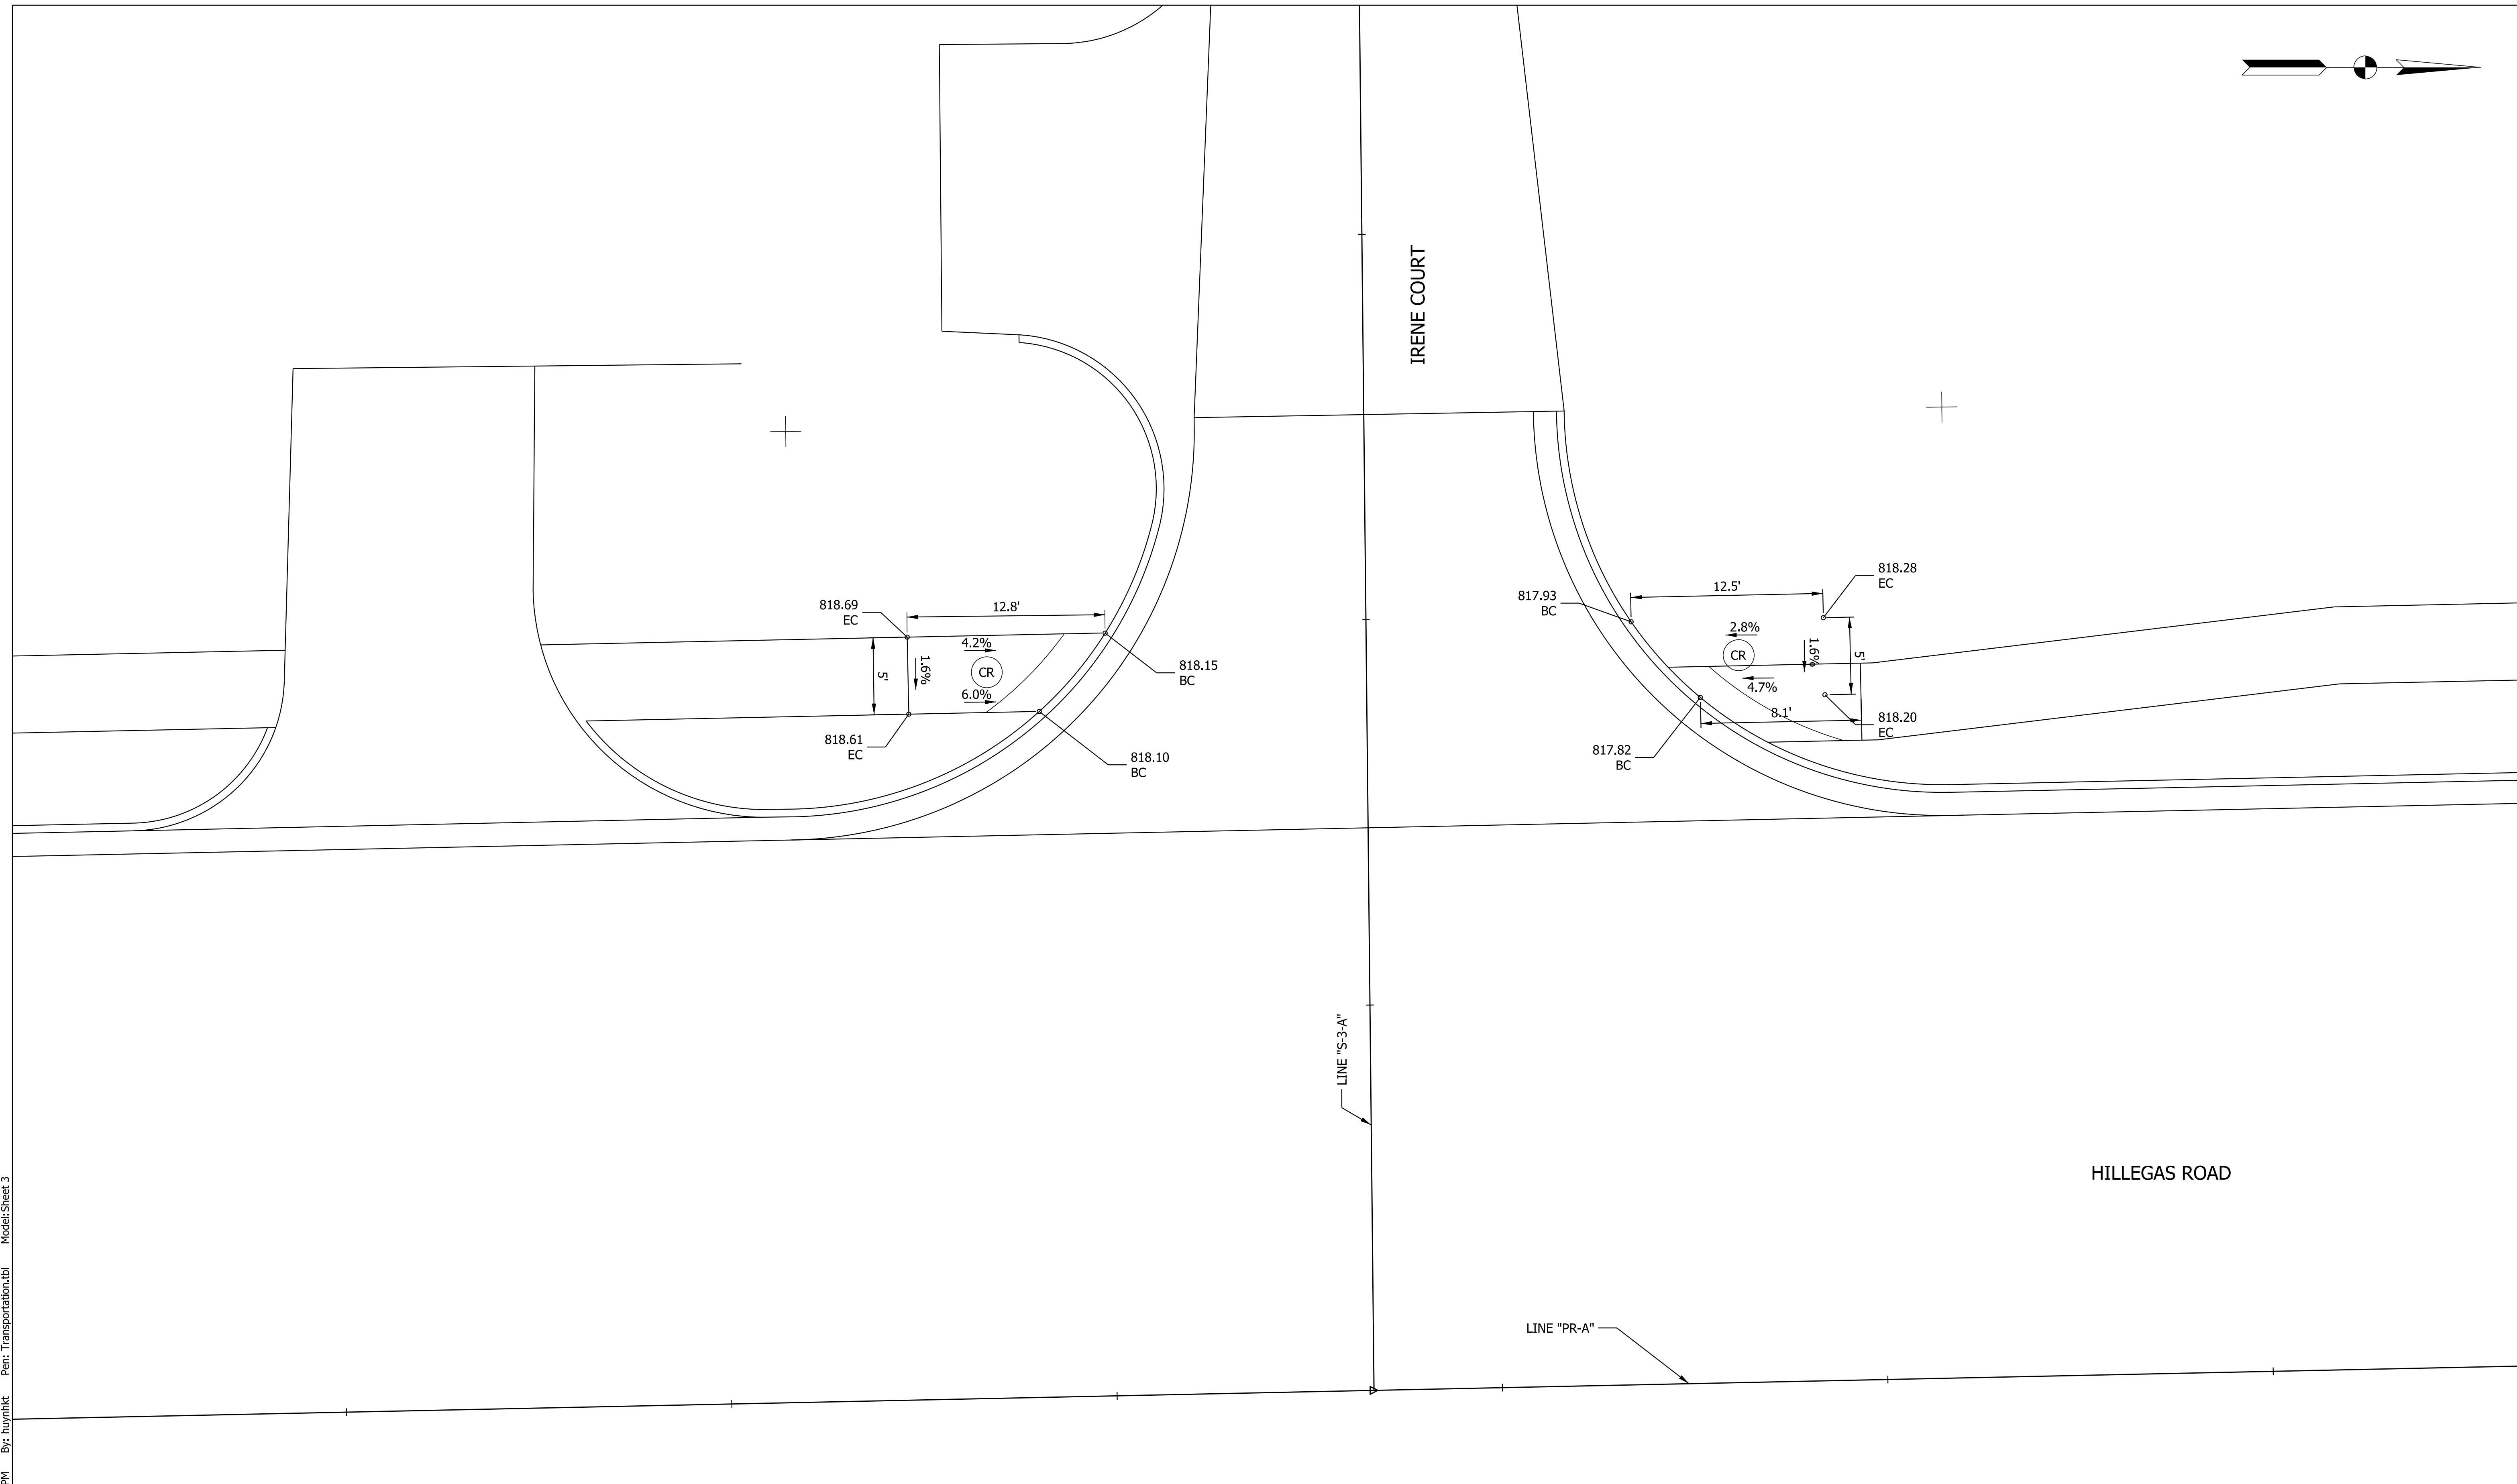 IRENE COURT
818.69
EC
12.8'
4.2%
1.6%
5'
CR
6.0%
818.15
BC
818.61
EC
818.10
BC
817.93
BC
12.5'
818.28
EC
2.8%
1.6%
5'
CR
4.7%
8.1'
818.20
EC
817.82
BC
LINE "S-3-A"
HILLEGAS ROAD
LINE "PR-A"
PM By: huynhkt Pen: Transportation.tbl Model:Sheet 3